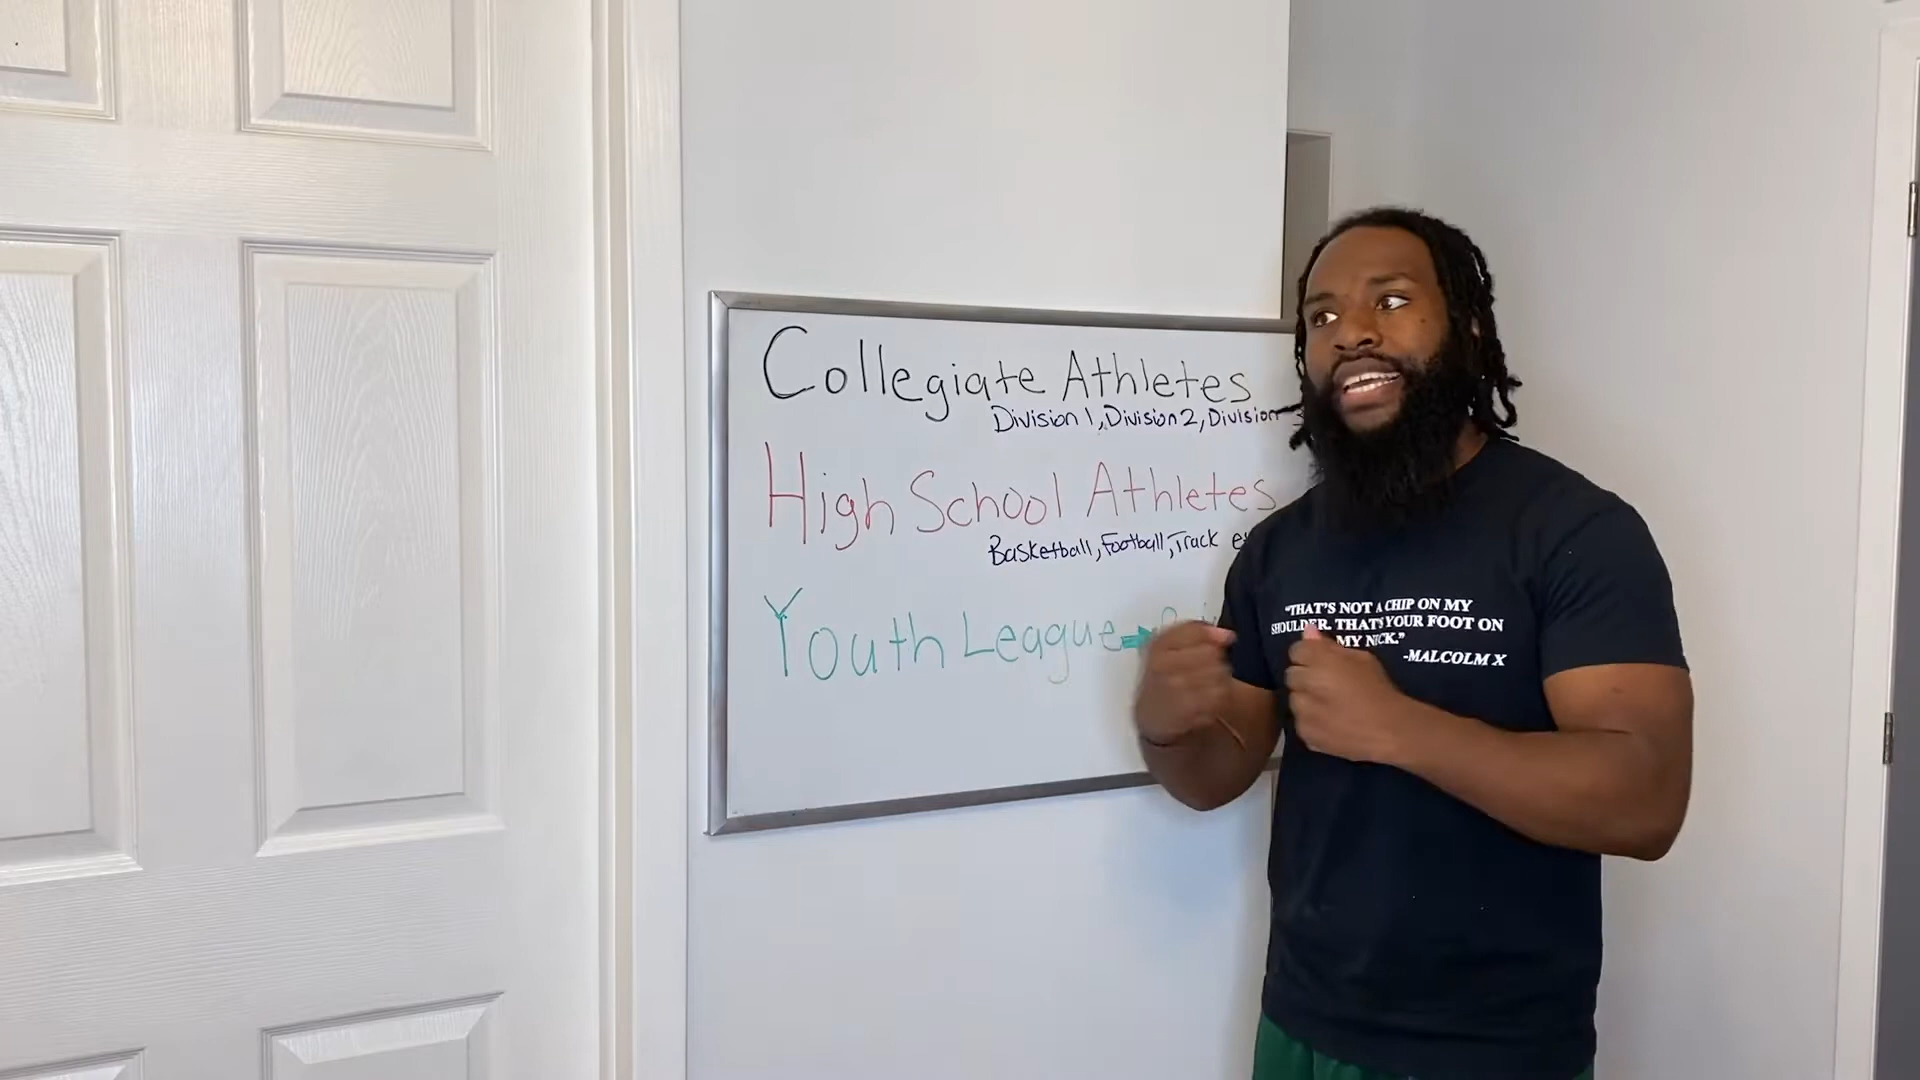 Collegiate Athletes
Division 1, Division 2, Division
High School Athletes
Basketball, Football, Track
Youth League
"THAT'S NOT A CHIP ON MY
SHOULDER. THAT'S YOUR FOOT ON
MY NECK."
-MALCOLM X